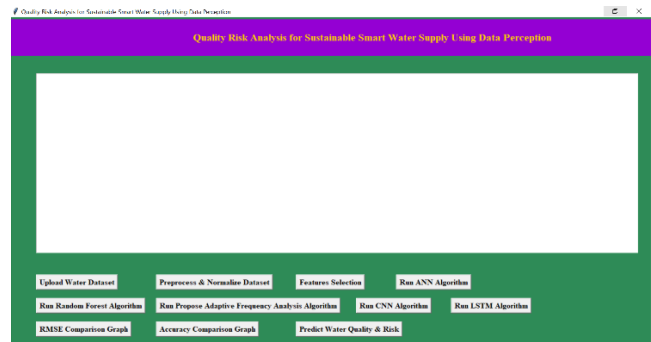 Quality Risk Analysis for Sustainable Smart Water Supply Using Data Perception
Quality Risk Analysis for Sustainable Smart Water Supply Using Data Perception
Upload Water Dataset Preprocess & Normalize Dataset Features Selection Run ANN Algorithm
Run Random Forest Algorithm Run Propose Adaptive Frequency Analysis Algorithm Run CNN Algorithm Run LSTM Algorithm
RMSE Comparison Graph Accuracy Comparison Graph Predict Water Quality & Risk